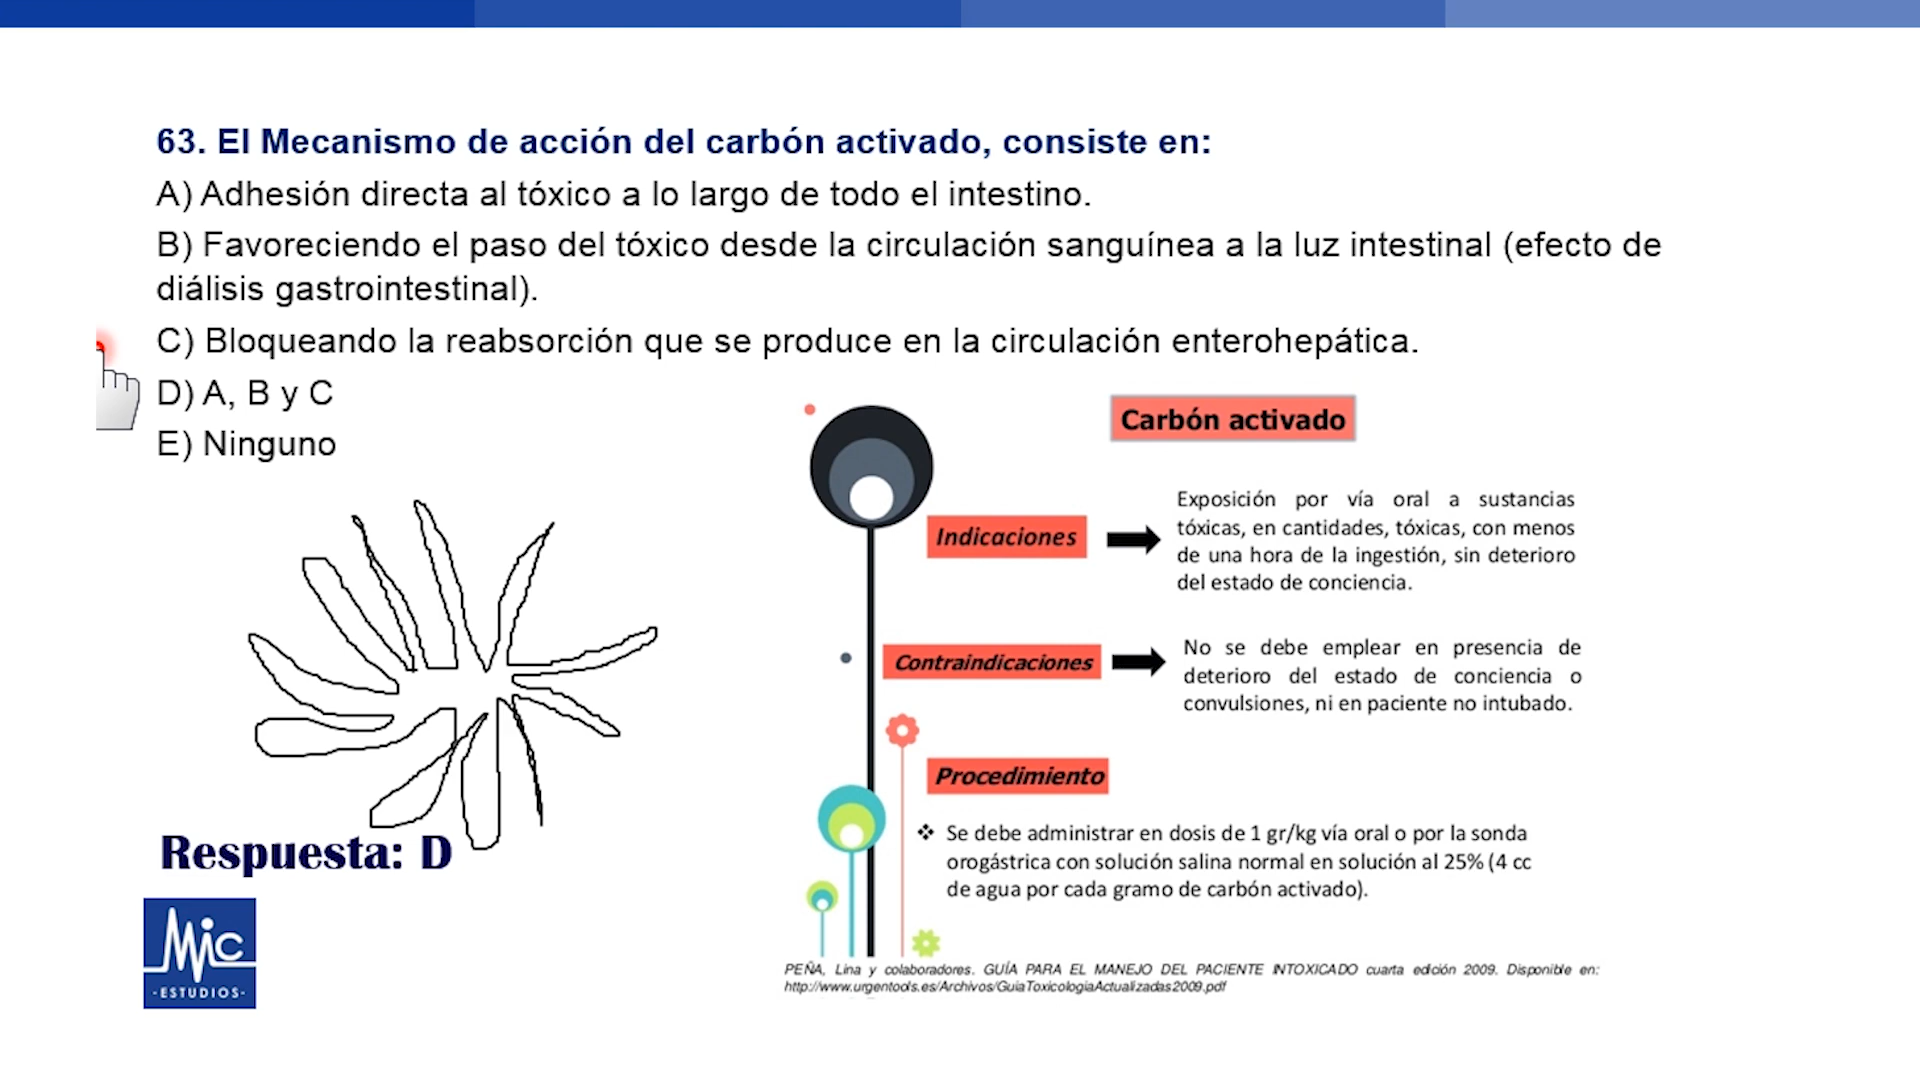 63. El Mecanismo de acción del carbón activado, consiste en:
A) Adhesión directa al tóxico a lo largo de todo el intestino.
B) Favoreciendo el paso del tóxico desde la circulación sanguínea a la luz intestinal (efecto de
diálisis gastrointestinal).
C) Bloqueando la reabsorción que se produce en la circulación enterohepática.
D) A, B y C
E) Ninguno
Respuesta: D
MIC
·ESTUDIOS·
Carbón activado
Indicaciones
Exposición por vía oral a sustancias
tóxicas, en cantidades, tóxicas, con menos
de una hora de la ingestión, sin deterioro
del estado de conciencia.
Contraindicaciones
No se debe emplear en presencia de
deterioro del estado de conciencia o
convulsiones, ni en paciente no intubado.
Procedimiento
❖ Se debe administrar en dosis de 1 gr/kg vía oral o por la sonda
orogástrica con solución salina normal en solución al 25% (4 cc
de agua por cada gramo de carbón activado).
PEÑA, Lina y colaboradores. GUÍA PARA EL MANEJO DEL PACIENTE INTOXICADO cuarta edición 2009. Disponible en:
http://www.urgentools.es/Archivos/GuiaToxicologiaActualizadas2009.pdf